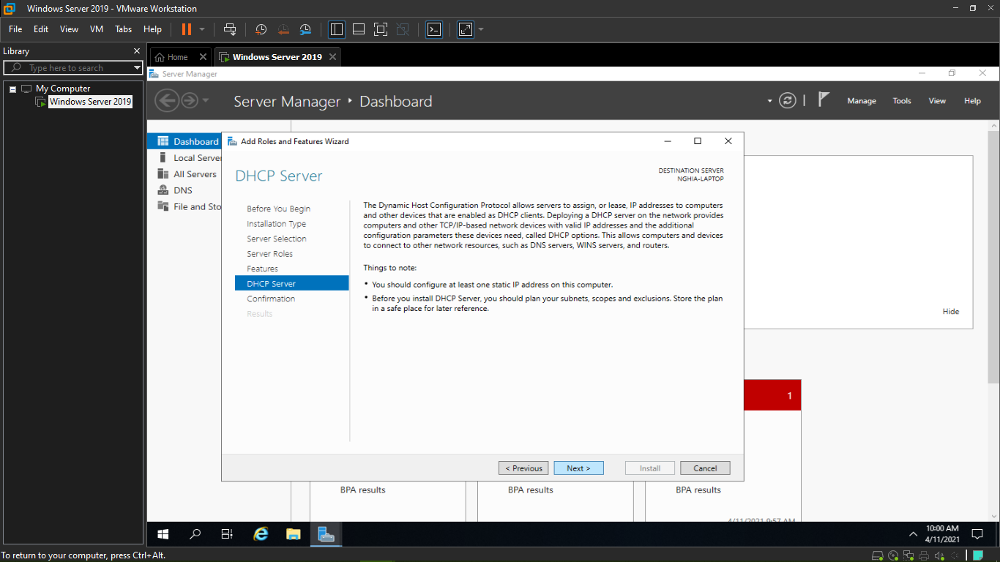 Windows Server 2019 - VMware Workstation
File Edit View VM Tabs Help
Library
Home
Windows Server 2019
Type here to search
My Computer
Windows Server 2019
Server Manager
Server Manager
Dashboard
Manage
Tools
View
Help
Dashboard
Local Server
All Servers
DNS
File and Sto
Add Roles and Features Wizard
DHCP Server
DESTINATION SERVER
NGHIA-LAPTOP
Before You Begin
Installation Type
Server Selection
Server Roles
Features
DHCP Server
Confirmation
Results
The Dynamic Host Configuration Protocol allows servers to assign, or lease, IP addresses to computers
and other devices that are enabled as DHCP clients. Deploying a DHCP server on the network provides
computers and other TCP/IP-based network devices with valid IP addresses and the additional
configuration parameters these devices need, called DHCP options. This allows computers and devices
to connect to other network resources, such as DNS servers, WINS servers, and routers.
Things to note:
• You should configure at least one static IP address on this computer.
• Before you install DHCP Server, you should plan your subnets, scopes and exclusions. Store the plan
in a safe place for later reference.
Hide
1
< Previous
Next >
Install
Cancel
BPA results
BPA results
BPA results
4/11/2021 9:57 AM
10:00 AM
4/11/2021
To return to your computer, press Ctrl+Alt.